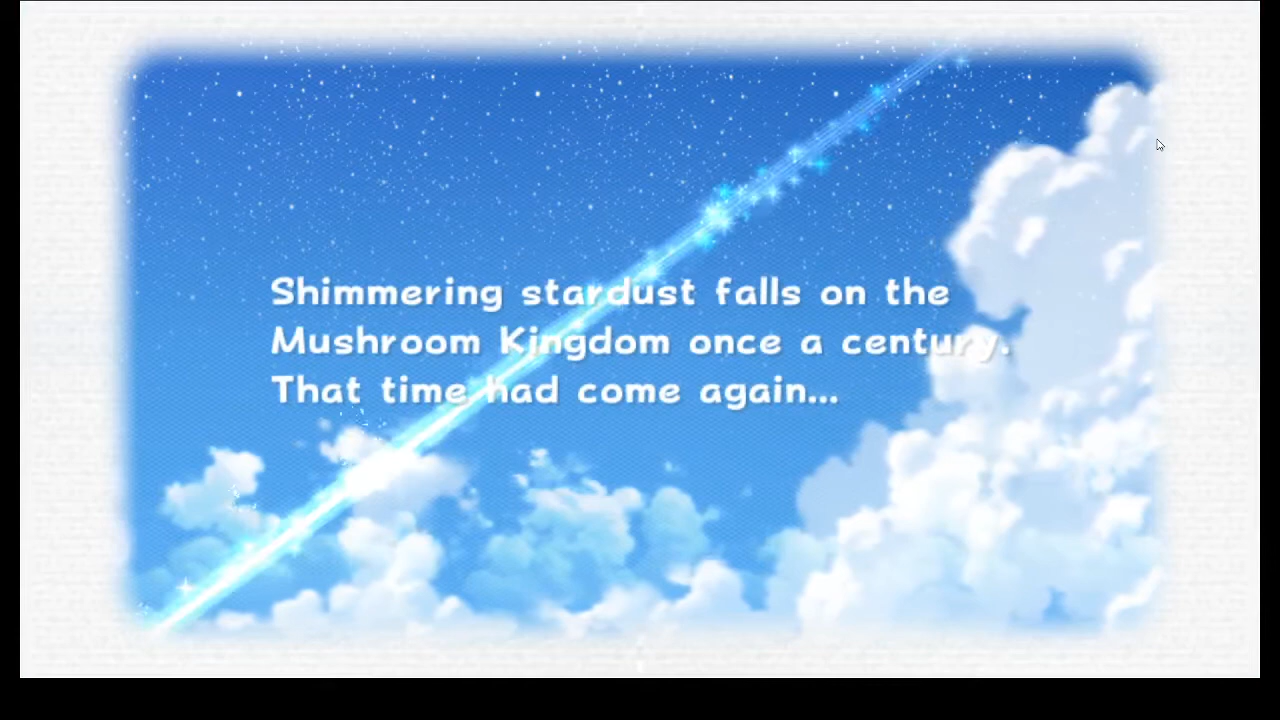 Shimmering stardust falls on the
Mushroom Kingdom once a century.
That time had come again...